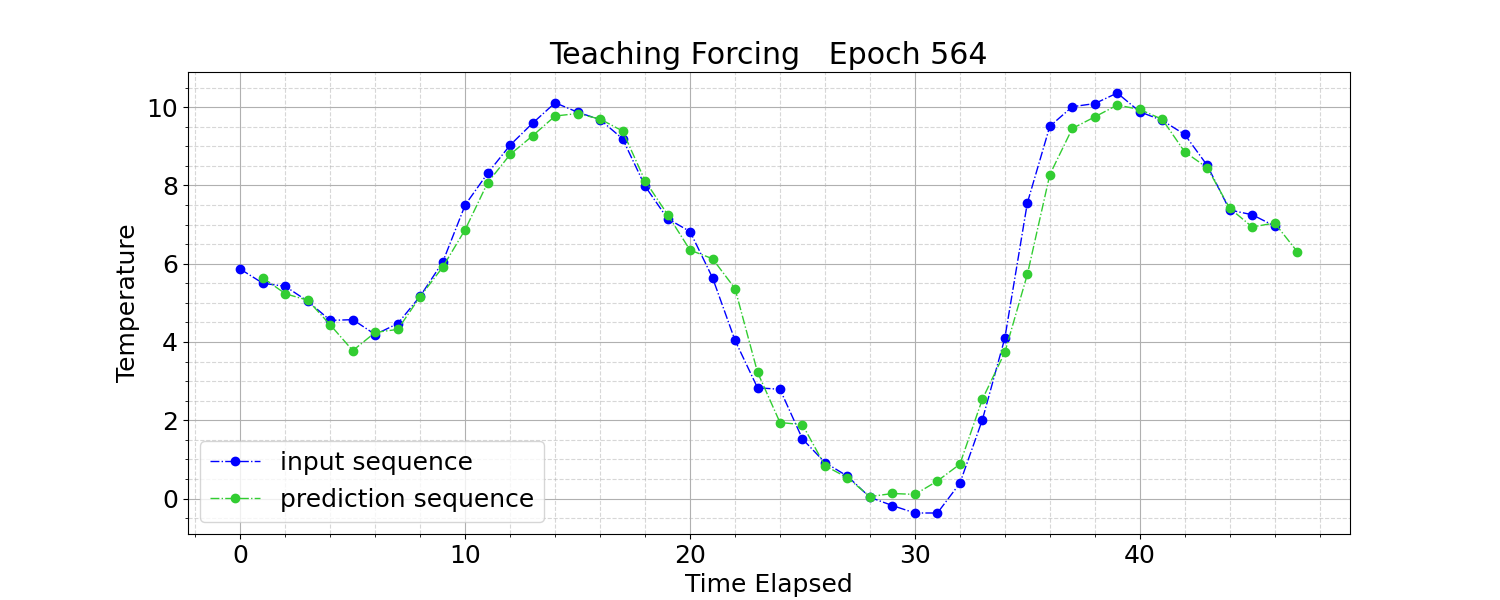 Teaching Forcing   Epoch 564
Temperature
10
8
6
4
2
0
input sequence
prediction sequence
0 10 20 30 40
Time Elapsed